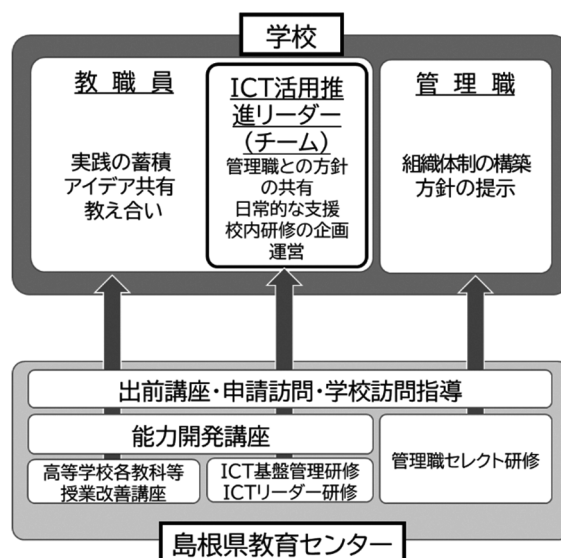 学校
教職員
実践の蓄積
アイデア共有
教え合い
ICT活用推
進リーダー
(チーム)
管理職との方針
の共有
日常的な支援
校内研修の企画
運営
管理職
組織体制の構築
方針の提示
出前講座・申請訪問・学校訪問指導
能力開発講座
高等学校各教科等
授業改善講座
ICT基盤管理研修
ICTリーダー研修
管理職セレクト研修
島根県教育センター